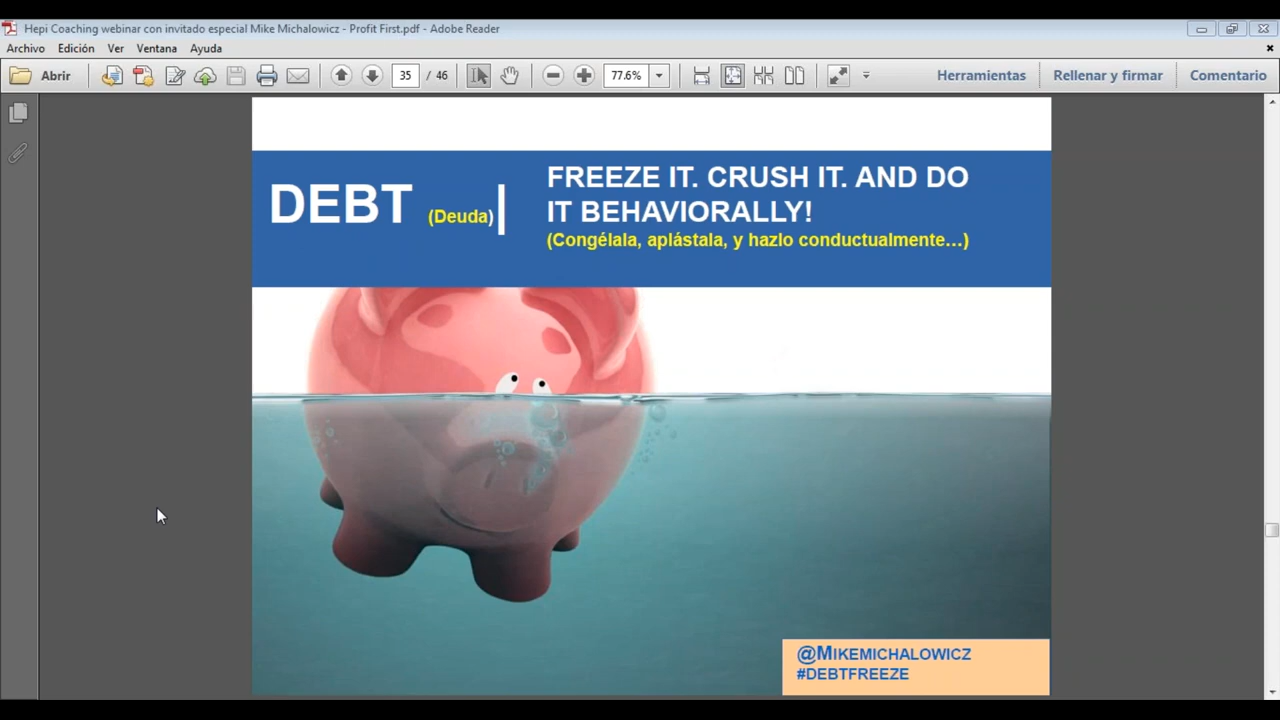 Hepi Coaching webinar con invitado especial Mike Michalowicz - Profit First.pdf - Adobe Reader
Archivo Edición Ver Ventana Ayuda
Abrir 35 / 46 77.6% Herramientas Rellenar y firmar Comentario
DEBT (Deuda)|
FREEZE IT. CRUSH IT. AND DO
IT BEHAVIORALLY!
(Congélala, aplástala, y hazlo conductualmente...)
@MIKEMICHALOWICZ
#DEBTFREEZE